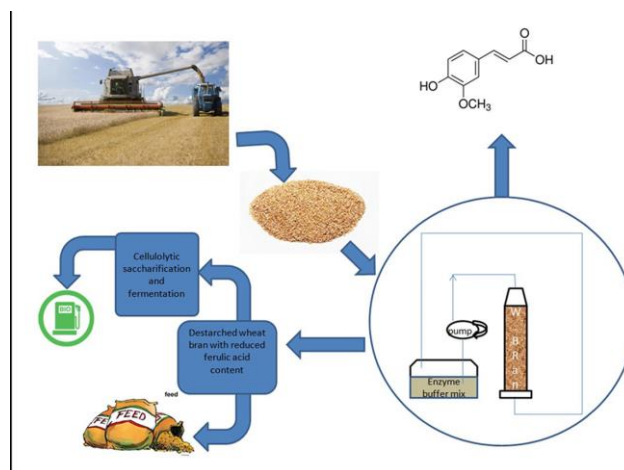 O
OH
HO
OCH₃
Cellulolytic
saccharification
and
fermentation
BIO
Destarched wheat
bran with reduced
ferulic acid
content
feed
FEED
FE
pump
W
B
R
a
n
Enzyme
buffer mix